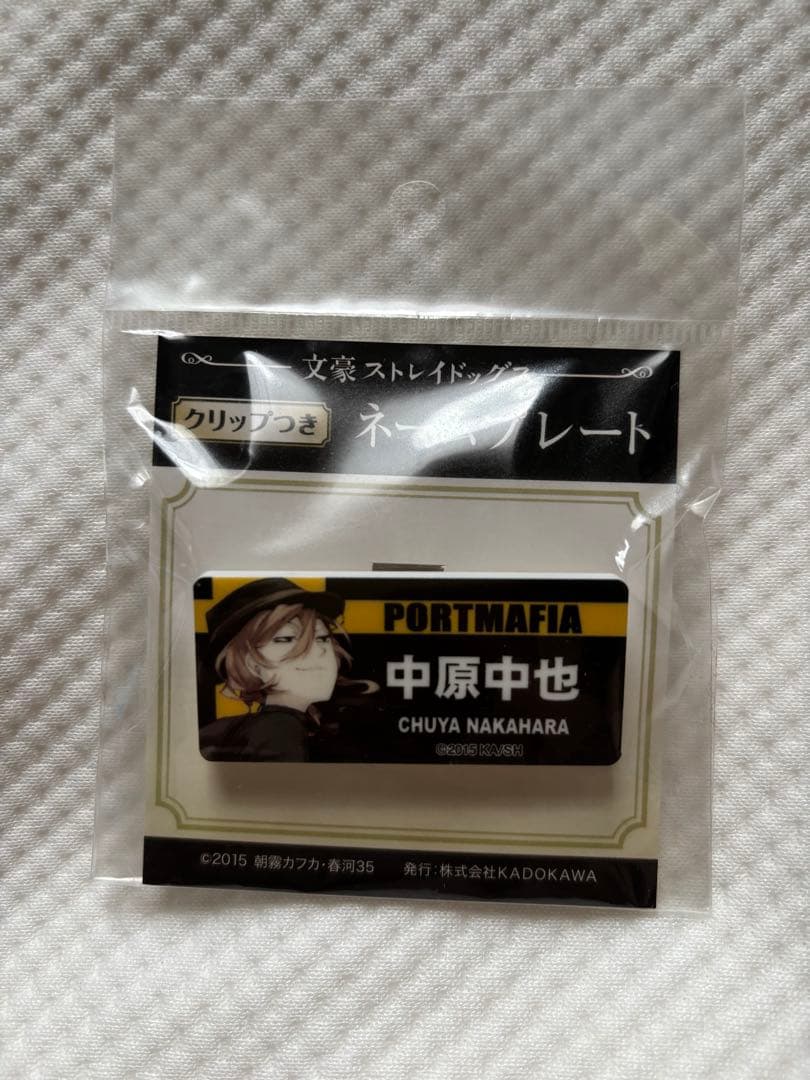 文豪ストレイドッグス
クリップつき
ネームプレート
PORTMAFIA
中原中也
CHUYA NAKAHARA
©2015 KA/SH
©2015 朝霧カフカ・春河35 発行：株式会社KADOKAWA